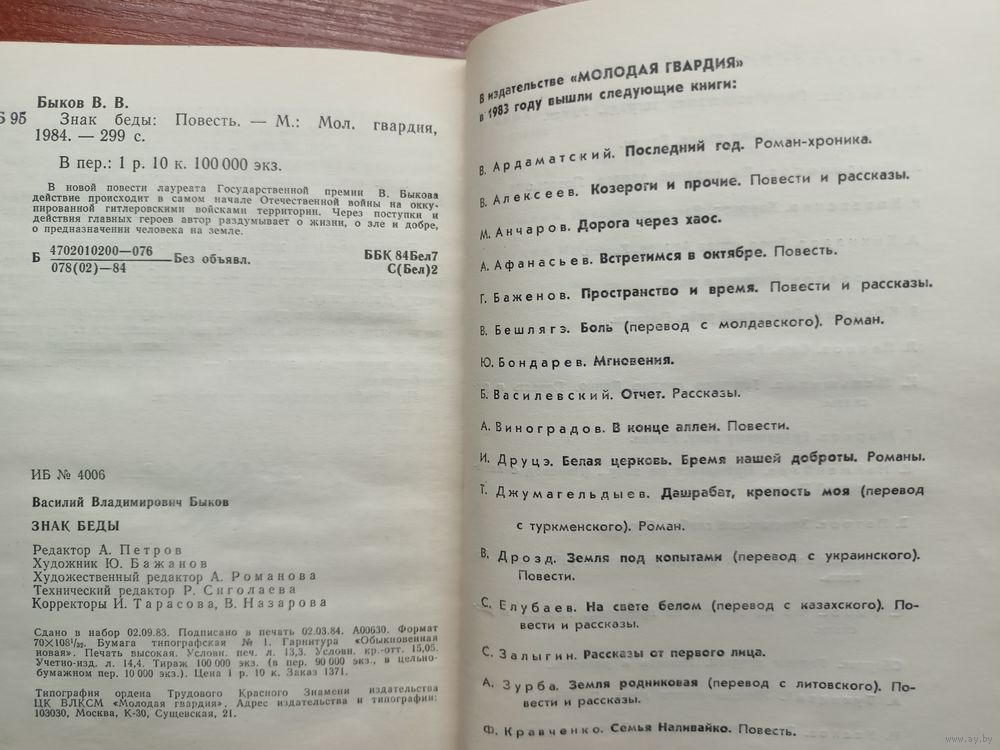 Быков В. В.
Б 95 Знак беды: Повесть. — М.: Мол. гвардия,
1984. — 299 с.
В пер.: 1 р. 10 к. 100 000 экз.
В новой повести лауреата Государственной премии В. Быкова
действие происходит в самом начале Отечественной войны на окку-
пированной гитлеровскими войсками территории. Через поступки и
действия главных героев автор раздумывает о жизни, о зле и добре,
о предназначении человека на земле.
Б 4702010200—076
078(02)—84
Без объявл.
ББК 84Бел7
С(Бел)2
ИБ № 4006
Василий Владимирович Быков
ЗНАК БЕДЫ
Редактор А. Петров
Художник Ю. Бажанов
Художественный редактор А. Романова
Технический редактор Р. Сиголаева
Корректоры И. Тарасова, В. Назарова
Сдано в набор 02.09.83. Подписано в печать 02.03.84. А00630. Формат
70×108 1/32. Бумага типографская № 1. Гарнитура «Обыкновенная
новая». Печать высокая. Условн. печ. л. 13,3. Условн. кр.-отт. 15,05.
Учетно-изд. л. 14,4. Тираж 100 000 экз. (в пер. 90 000 экз., в цельно-
бумажном пер. 10 000 экз.). Цена 1 р. 10 к. Заказ 1371.
Типография ордена Трудового Красного Знамени издательства
ЦК ВЛКСМ «Молодая гвардия». Адрес издательства и типографии:
103030, Москва, К-30, Сущевская, 21.
В издательстве «МОЛОДАЯ ГВАРДИЯ»
в 1983 году вышли следующие книги:
В. Ардаматский. Последний год. Роман-хроника.
В. Алексеев. Козероги и прочие. Повести и рассказы.
М. Анчаров. Дорога через хаос.
А. Афанасьев. Встретимся в октябре. Повесть.
Г. Баженов. Пространство и время. Повести и рассказы.
В. Бешлягэ. Боль (перевод с молдавского). Роман.
Ю. Бондарев. Мгновения.
Б. Василевский. Отчет. Рассказы.
А. Виноградов. В конце аллеи. Повести.
И. Друцэ. Белая церковь. Бремя нашей доброты. Романы.
Т. Джумагельдыев. Дашрабат, крепость моя (перевод
с туркменского). Роман.
В. Дрозд. Земля под копытами (перевод с украинского).
Повести.
С. Елубаев. На свете белом (перевод с казахского). По-
вести и рассказы.
С. Залыгин. Рассказы от первого лица.
А. Зурба. Земля родниковая (перевод с литовского). По-
вести и рассказы.
Ф. Кравченко. Семья Наливайко. Повесть.
www.ay.by